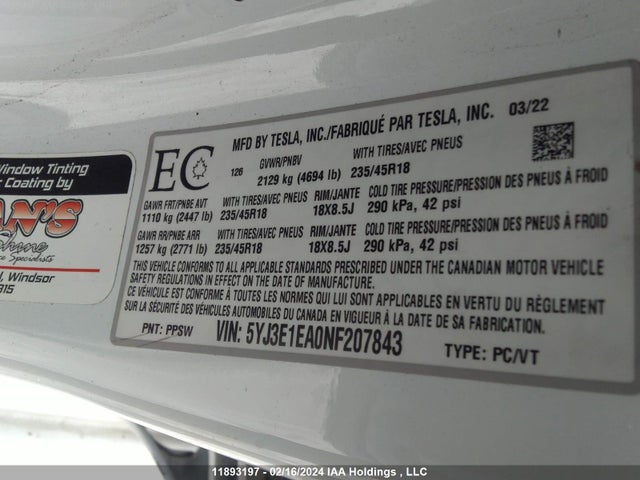 MFD BY TESLA, INC./FABRIQUÉ PAR TESLA, INC. 03/22
EC
126
GVWR/PNBV
2129 kg (4694 lb)
WITH TIRES/AVEC PNEUS
235/45R18
GAWR FRT/PNBE AVT WITH TIRES/AVEC PNEUS RIM/JANTE COLD TIRE PRESSURE/PRESSION DES PNEUS À FROID
1110 kg (2447 lb) 235/45R18 18X8.5J 290 kPa, 42 psi
GAWR RR/PNBE ARR WITH TIRES/AVEC PNEUS RIM/JANTE COLD TIRE PRESSURE/PRESSION DES PNEUS À FROID
1257 kg (2771 lb) 235/45R18 18X8.5J 290 kPa, 42 psi
THIS VEHICLE CONFORMS TO ALL APPLICABLE STANDARDS PRESCRIBED UNDER THE CANADIAN MOTOR VEHICLE
SAFETY REGULATIONS IN EFFECT ON THE DATE OF MANUFACTURE.
CE VÉHICULE EST CONFORME À TOUTES LES NORMES QUI LUI SONT APPLICABLES EN VERTU DU RÈGLEMENT
SUR LA SÉCURITÉ DES VÉHICULES AUTOMOBILES DU CANADA EN VIGUEUR À LA DATE DE SA FABRICATION.
PNT: PPSW VIN: 5YJ3E1EA0NF207843 TYPE: PC/VT
Window Tinting
Coating by
AN'S
Shine
Specialists
Windsor
315
11893197 - 02/16/2024 IAA Holdings , LLC